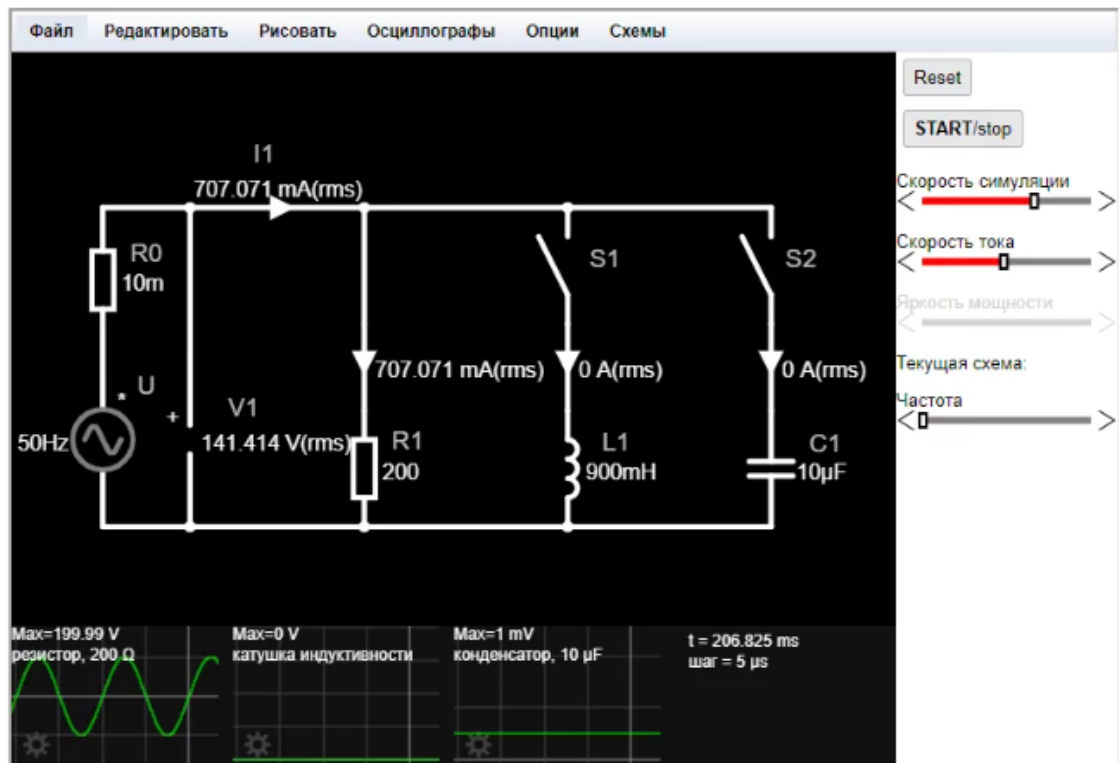 Файл Редактировать Рисовать Осциллографы Опции Схемы
Reset
START/stop
Скорость симуляции
Скорость тока
Яркость мощности
Текущая схема:
Частота
I1
707.071 mA(rms)
R0
10m
S1
S2
* U
+
V1
50Hz
141.414 V(rms)
707.071 mA(rms)
0 A(rms)
0 A(rms)
R1
200
L1
900mH
C1
10µF
Max=199.99 V
резистор, 200 Ω
Max=0 V
катушка индуктивности
Max=1 mV
конденсатор, 10 µF
t = 206.825 ms
шаг = 5 µs